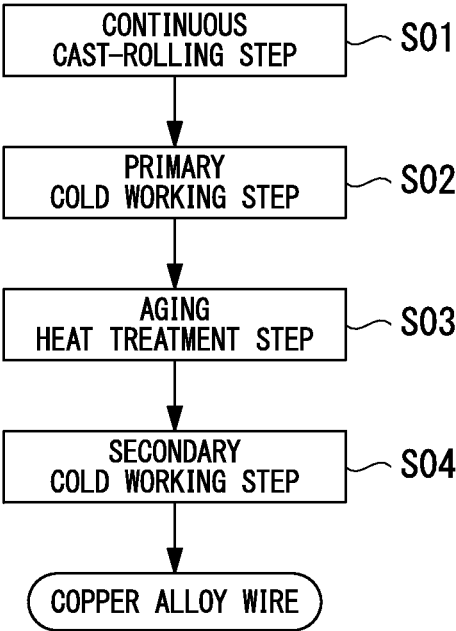 CONTINUOUS
CAST-ROLLING STEP
S01
PRIMARY
COLD WORKING STEP
S02
AGING
HEAT TREATMENT STEP
S03
SECONDARY
COLD WORKING STEP
S04
COPPER ALLOY WIRE